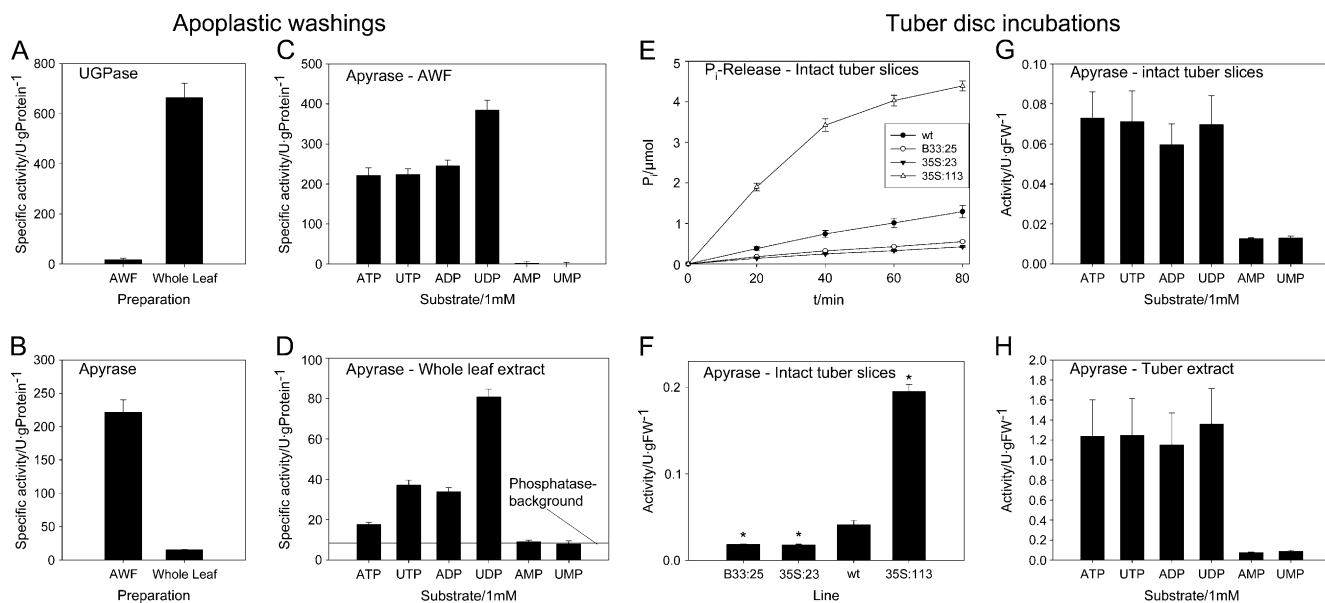 Apoplastic washings
Tuber disc incubations
A
UGPase
Specific activity/U·gProtein⁻¹
800
600
400
200
0
AWF Whole Leaf
Preparation
C
Apyrase - AWF
Specific activity/U·gProtein⁻¹
500
400
300
200
100
0
ATP UTP ADP UDP AMP UMP
Substrate/1mM
E
Pᵢ-Release - Intact tuber slices
Pᵢ/µmol
5
4
3
2
1
0
wt
B33:25
35S:23
35S:113
0 20 40 60 80
t/min
G
Apyrase - intact tuber slices
Activity/U·gFW⁻¹
0.10
0.08
0.06
0.04
0.02
0.00
ATP UTP ADP UDP AMP UMP
Substrate/1mM
B
Apyrase
Specific activity/U·gProtein⁻¹
300
250
200
150
100
50
0
AWF Whole Leaf
Preparation
D
Apyrase - Whole leaf extract
Specific activity/U·gProtein⁻¹
100
80
60
40
20
0
Phosphatase-
background
ATP UTP ADP UDP AMP UMP
Substrate/1mM
F
Apyrase - Intact tuber slices
Activity/U·gFW⁻¹
0.2
0.1
0.0
* * *
B33:25 35S:23 wt 35S:113
Line
H
Apyrase - Tuber extract
Activity/U·gFW⁻¹
2.0
1.8
1.6
1.4
1.2
1.0
0.8
0.6
0.4
0.2
0.0
ATP UTP ADP UDP AMP UMP
Substrate/1mM